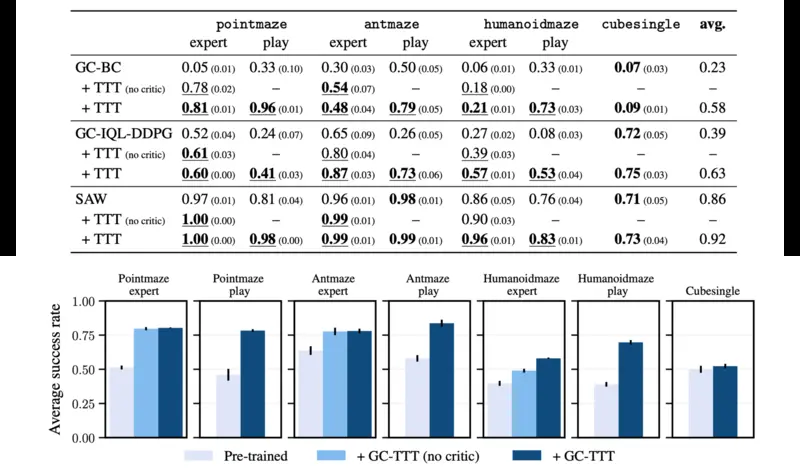 pointmaze antmaze humanoidmaze cubesingle avg.
expert play expert play expert play
GC-BC 0.05 (0.01) 0.33 (0.10) 0.30 (0.03) 0.50 (0.05) 0.06 (0.01) 0.33 (0.01) 0.07 (0.03) 0.23
+ TTT (no critic) 0.78 (0.02) – 0.54 (0.07) – 0.18 (0.00) – – –
+ TTT 0.81 (0.01) 0.96 (0.01) 0.48 (0.04) 0.79 (0.05) 0.21 (0.01) 0.73 (0.03) 0.09 (0.01) 0.58
GC-IQL-DDPG 0.52 (0.04) 0.24 (0.07) 0.65 (0.09) 0.26 (0.05) 0.27 (0.02) 0.08 (0.03) 0.72 (0.05) 0.39
+ TTT (no critic) 0.61 (0.03) – 0.80 (0.04) – 0.39 (0.03) – – –
+ TTT 0.60 (0.00) 0.41 (0.03) 0.87 (0.03) 0.73 (0.06) 0.57 (0.01) 0.53 (0.04) 0.75 (0.03) 0.63
SAW 0.97 (0.01) 0.81 (0.04) 0.96 (0.01) 0.98 (0.01) 0.86 (0.05) 0.76 (0.04) 0.71 (0.05) 0.86
+ TTT (no critic) 1.00 (0.00) – 0.99 (0.01) – 0.90 (0.03) – – –
+ TTT 1.00 (0.00) 0.98 (0.00) 0.99 (0.01) 0.99 (0.01) 0.96 (0.01) 0.83 (0.01) 0.73 (0.04) 0.92
Pointmaze expert
Pointmaze play
Antmaze expert
Antmaze play
Humanoidmaze expert
Humanoidmaze play
Cubesingle
Average success rate
1.00
0.75
0.50
0.25
0.00
Pre-trained + GC-TTT (no critic) + GC-TTT